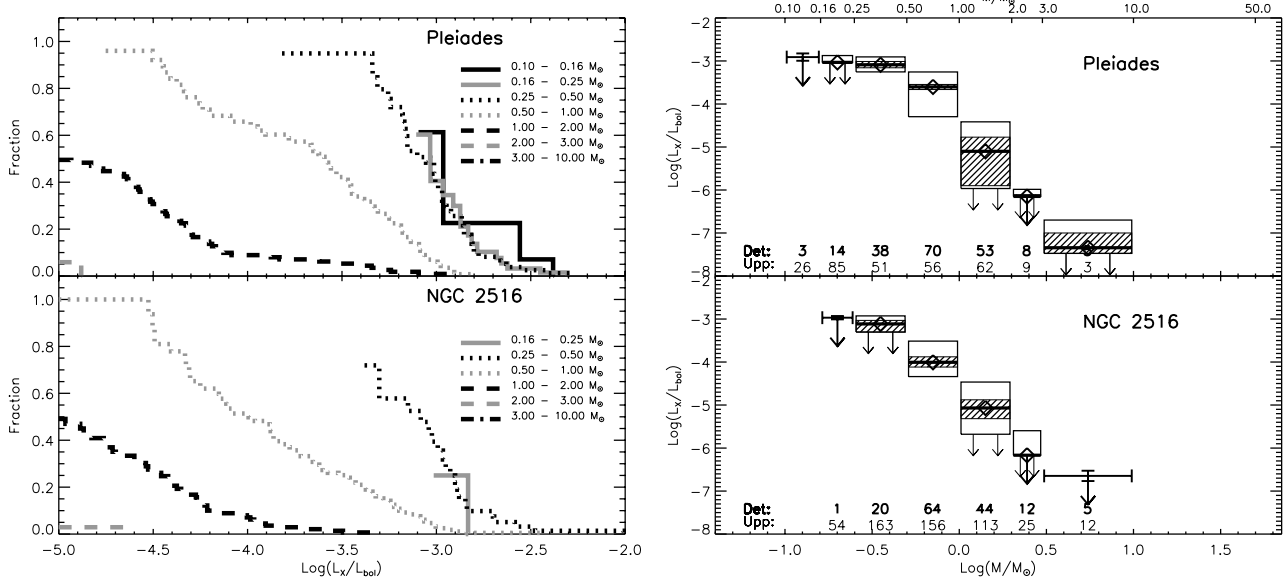 Fraction
1.0
0.8
0.6
0.4
0.2
0.0
Pleiades
0.10 − 0.16 M⊙
0.16 − 0.25 M⊙
0.25 − 0.50 M⊙
0.50 − 1.00 M⊙
1.00 − 2.00 M⊙
2.00 − 3.00 M⊙
3.00 − 10.00 M⊙
Fraction
1.0
0.8
0.6
0.4
0.2
0.0
NGC 2516
0.16 − 0.25 M⊙
0.25 − 0.50 M⊙
0.50 − 1.00 M⊙
1.00 − 2.00 M⊙
2.00 − 3.00 M⊙
3.00 − 10.00 M⊙
-5.0 -4.5 -4.0 -3.5 -3.0 -2.5 -2.0
Log(Lx/Lbol)
0.10 0.16 0.25 0.50 1.00 2.0 3.0 10.0 50.0
Log(Lx/Lbol)
-2
-3
-4
-5
-6
-7
-8
Pleiades
Det: 3 14 38 70 53 8
Upp: 26 85 51 56 62 9 3
Log(Lx/Lbol)
-2
-3
-4
-5
-6
-7
-8
NGC 2516
Det: 1 20 64 44 12 5
Upp: 54 163 156 113 25 12
-1.0 -0.5 0.0 0.5 1.0 1.5
Log(M/M⊙)